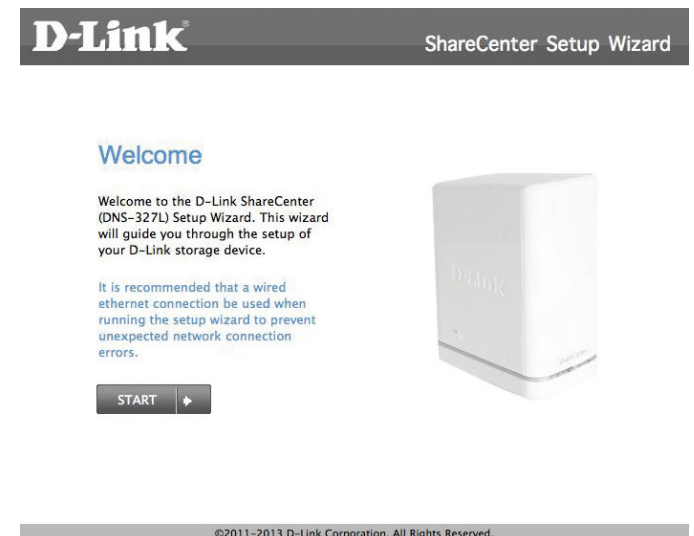 D-Link®
ShareCenter Setup Wizard
Welcome
Welcome to the D-Link ShareCenter
(DNS-327L) Setup Wizard. This wizard
will guide you through the setup of
your D-Link storage device.
It is recommended that a wired
ethernet connection be used when
running the setup wizard to prevent
unexpected network connection
errors.
START
D-Link
ShareCenter
©2011-2013 D-Link Corporation. All Rights Reserved.